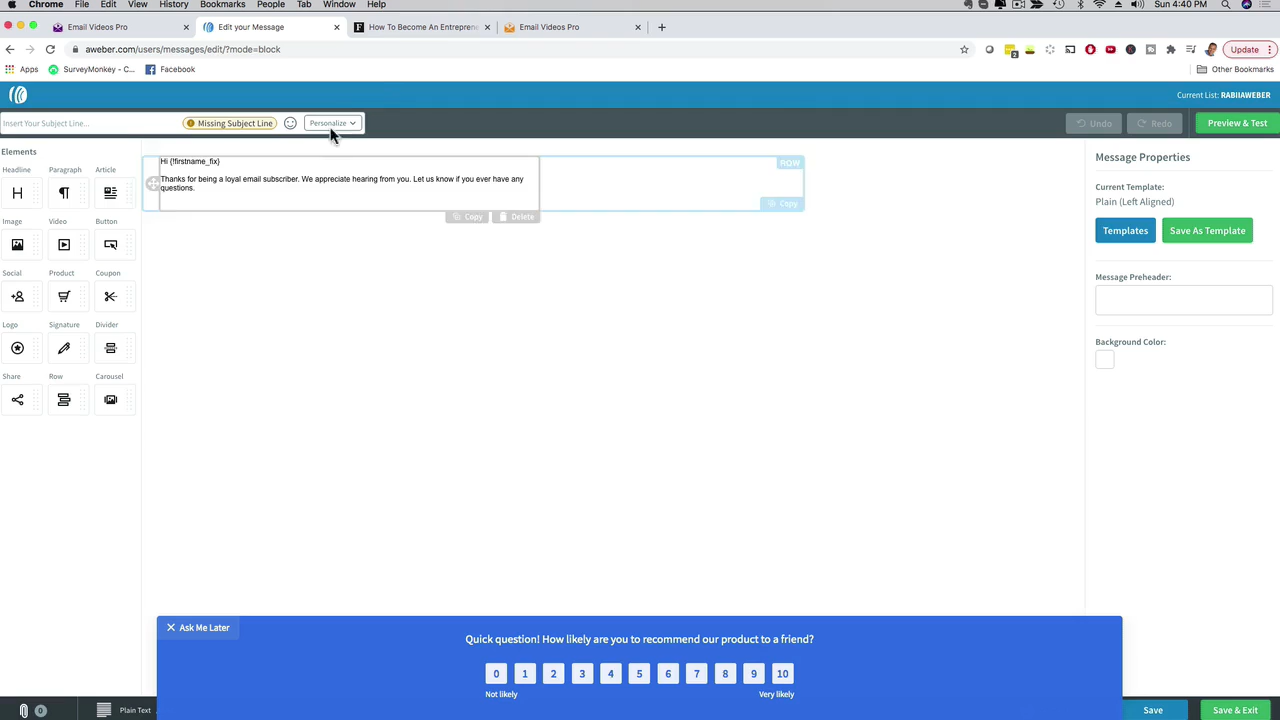 Chrome File Edit View History Bookmarks People Tab Window Help
Sun 4:40 PM
Email Videos Pro
Edit your Message
How To Become An Entreprene
Email Videos Pro
aweber.com/users/messages/edit/?mode=block
2
Update
Apps
SurveyMonkey - C...
Facebook
Other Bookmarks
Current List: RABIIAWEBER
Insert Your Subject Line...
Missing Subject Line
Personalize
Undo
Redo
Preview & Test
Elements
Headline Paragraph Article
H
Image Video Button
Social Product Coupon
Logo Signature Divider
Share Row Carousel
Hi {!firstname_fix}
Thanks for being a loyal email subscriber. We appreciate hearing from you. Let us know if you ever have any
questions.
ROW
Copy
Copy Delete
Message Properties
Current Template:
Plain (Left Aligned)
Templates
Save As Template
Message Preheader:
Background Color:
Ask Me Later
Quick question! How likely are you to recommend our product to a friend?
0 1 2 3 4 5 6 7 8 9 10
Not likely
Very likely
0
Plain Text
Save
Save & Exit